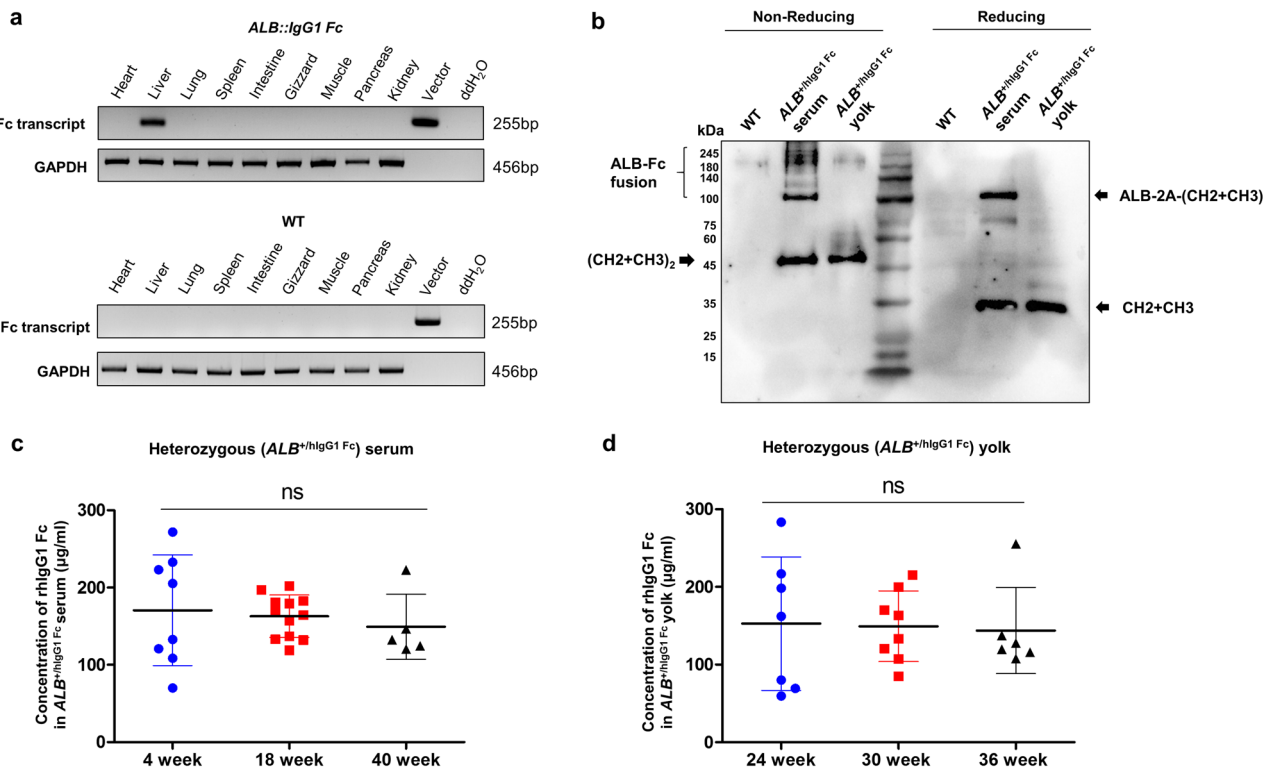 a
ALB::IgG1 Fc
Heart Liver Lung Spleen Intestine Gizzard Muscle Pancreas Kidney Vector ddH₂O
Fc transcript 255bp
GAPDH 456bp
WT
Heart Liver Lung Spleen Intestine Gizzard Muscle Pancreas Kidney Vector ddH₂O
Fc transcript 255bp
GAPDH 456bp
b
Non-Reducing Reducing
WT
ALB+/hIgG1 Fc
serum
ALB+/hIgG1 Fc
yolk
WT
ALB+/hIgG1 Fc
serum
ALB+/hIgG1 Fc
yolk
kDa
245
180
140
100
75
60
45
35
25
15
ALB-Fc
fusion
(CH2+CH3)₂
ALB-2A-(CH2+CH3)
CH2+CH3
c
Heterozygous (ALB+/hIgG1 Fc) serum
ns
Concentration of rhIgG1 Fc
in ALB+/hIgG1 Fc serum (μg/ml)
300
200
100
0
4 week 18 week 40 week
d
Heterozygous (ALB+/hIgG1 Fc) yolk
ns
Concentration of rhIgG1 Fc
in ALB+/hIgG1 Fc yolk (μg/ml)
300
200
100
0
24 week 30 week 36 week